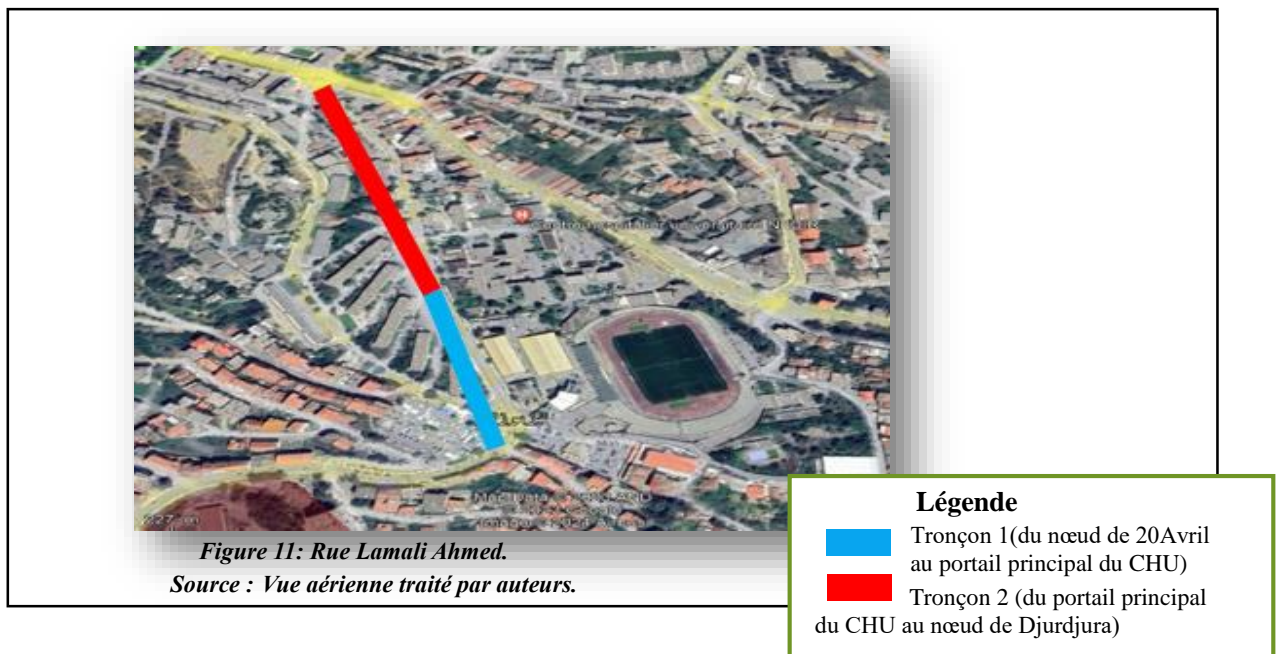 H
227 m
Figure 11: Rue Lamali Ahmed.
Source : Vue aérienne traité par auteurs.
Légende
Tronçon 1(du nœud de 20Avril
au portail principal du CHU)
Tronçon 2 (du portail principal
du CHU au nœud de Djurdjura)